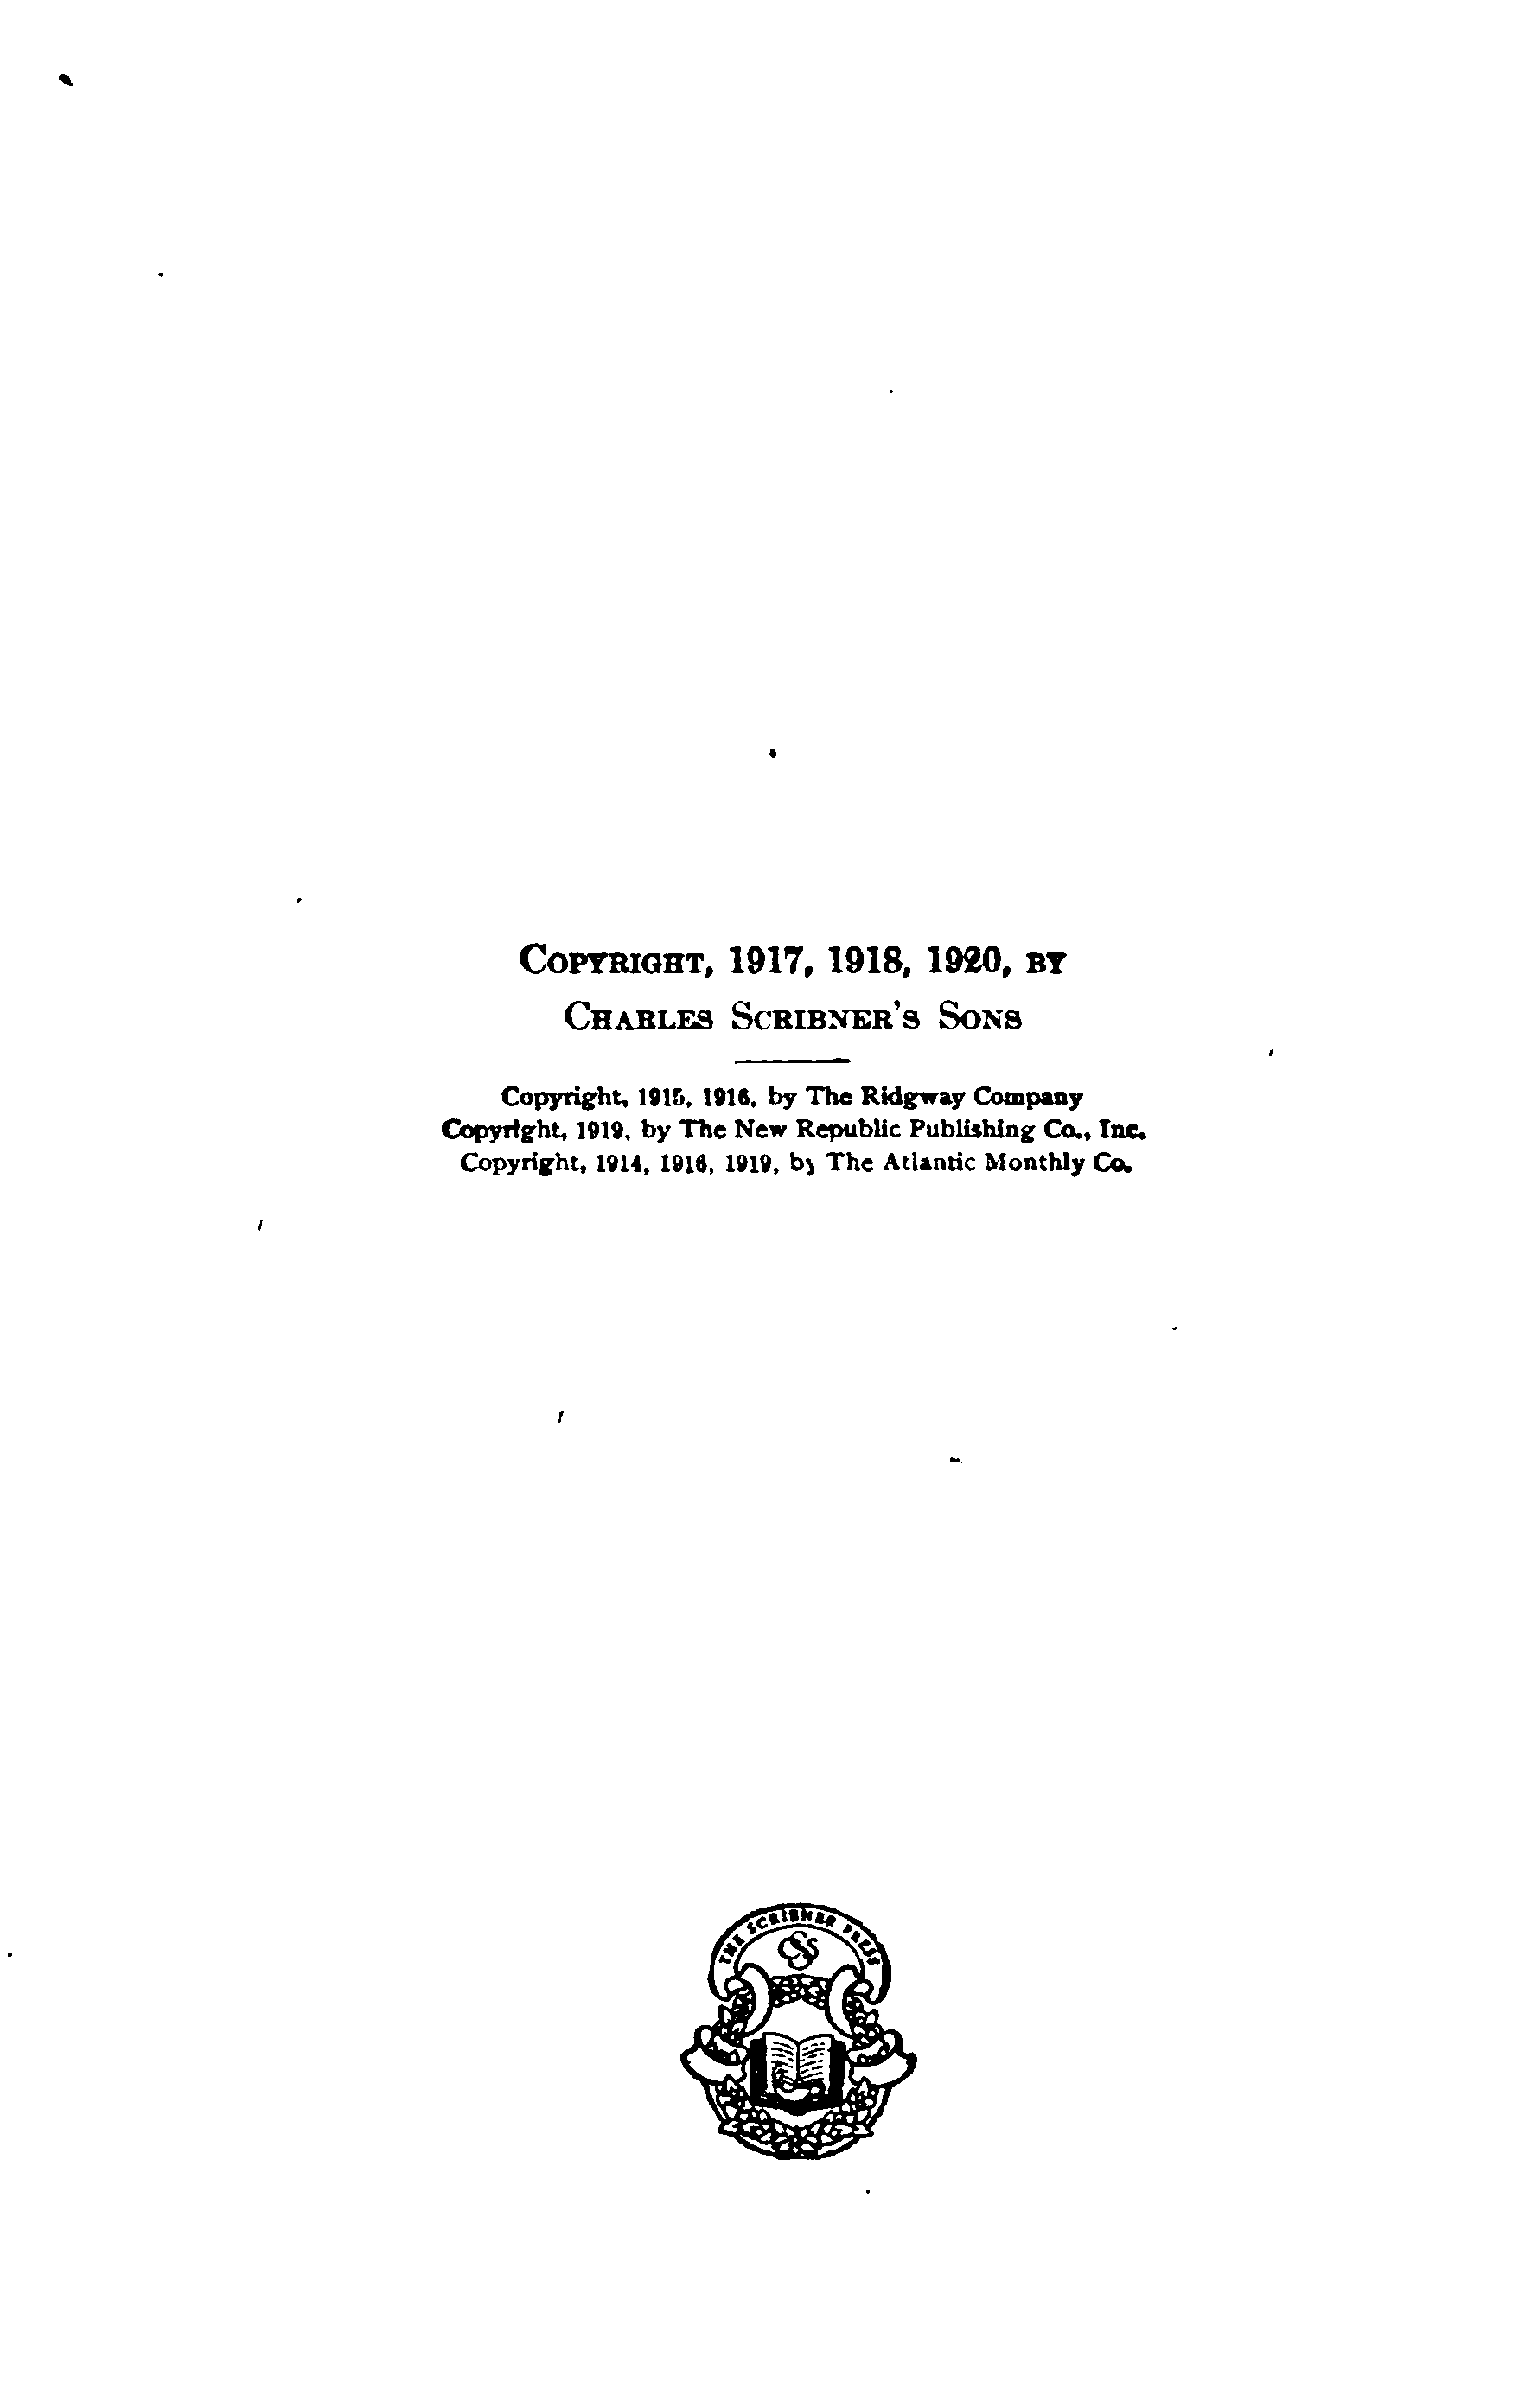 COPYRIGHT, 1917, 1918, 1920, BY
CHARLES SCRIBNER'S SONS
Copyright, 1915, 1916, by The Ridgway Company
Copyright, 1919, by The New Republic Publishing Co., Inc.
Copyright, 1914, 1916, 1919, by The Atlantic Monthly Co.
THE SCRIBNER PRESS
CSS